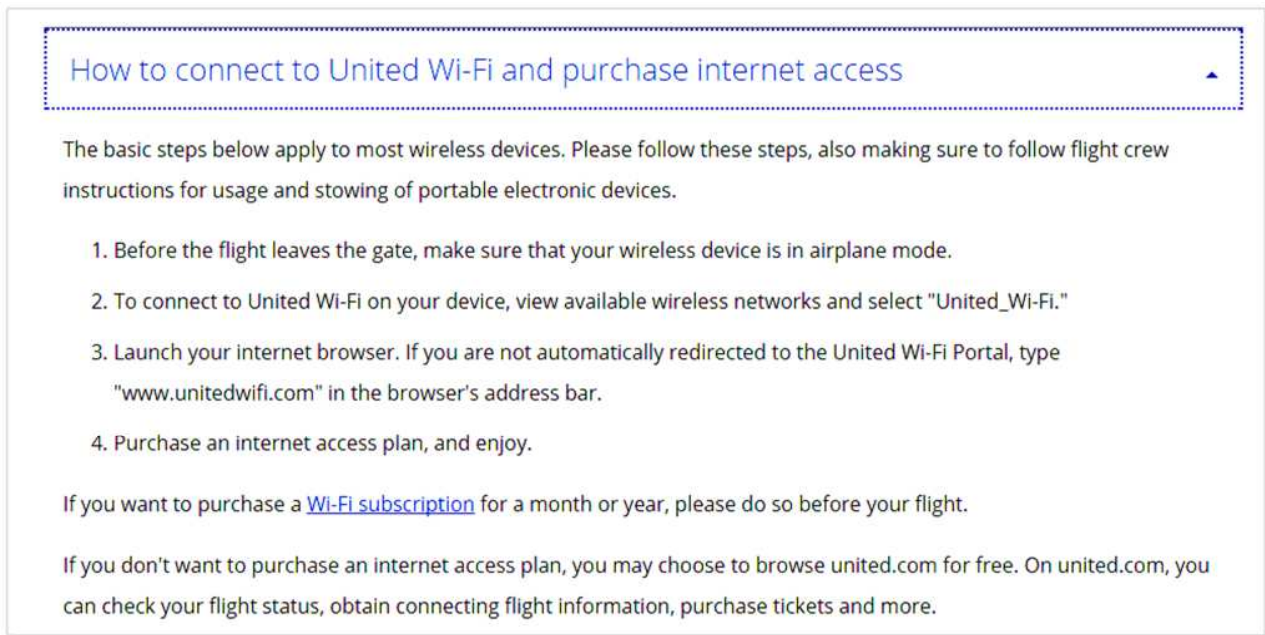 How to connect to United Wi-Fi and purchase internet access
The basic steps below apply to most wireless devices. Please follow these steps, also making sure to follow flight crew
instructions for usage and stowing of portable electronic devices.
1. Before the flight leaves the gate, make sure that your wireless device is in airplane mode.
2. To connect to United Wi-Fi on your device, view available wireless networks and select "United_Wi-Fi."
3. Launch your internet browser. If you are not automatically redirected to the United Wi-Fi Portal, type
"www.unitedwifi.com" in the browser's address bar.
4. Purchase an internet access plan, and enjoy.
If you want to purchase a Wi-Fi subscription for a month or year, please do so before your flight.
If you don't want to purchase an internet access plan, you may choose to browse united.com for free. On united.com, you
can check your flight status, obtain connecting flight information, purchase tickets and more.